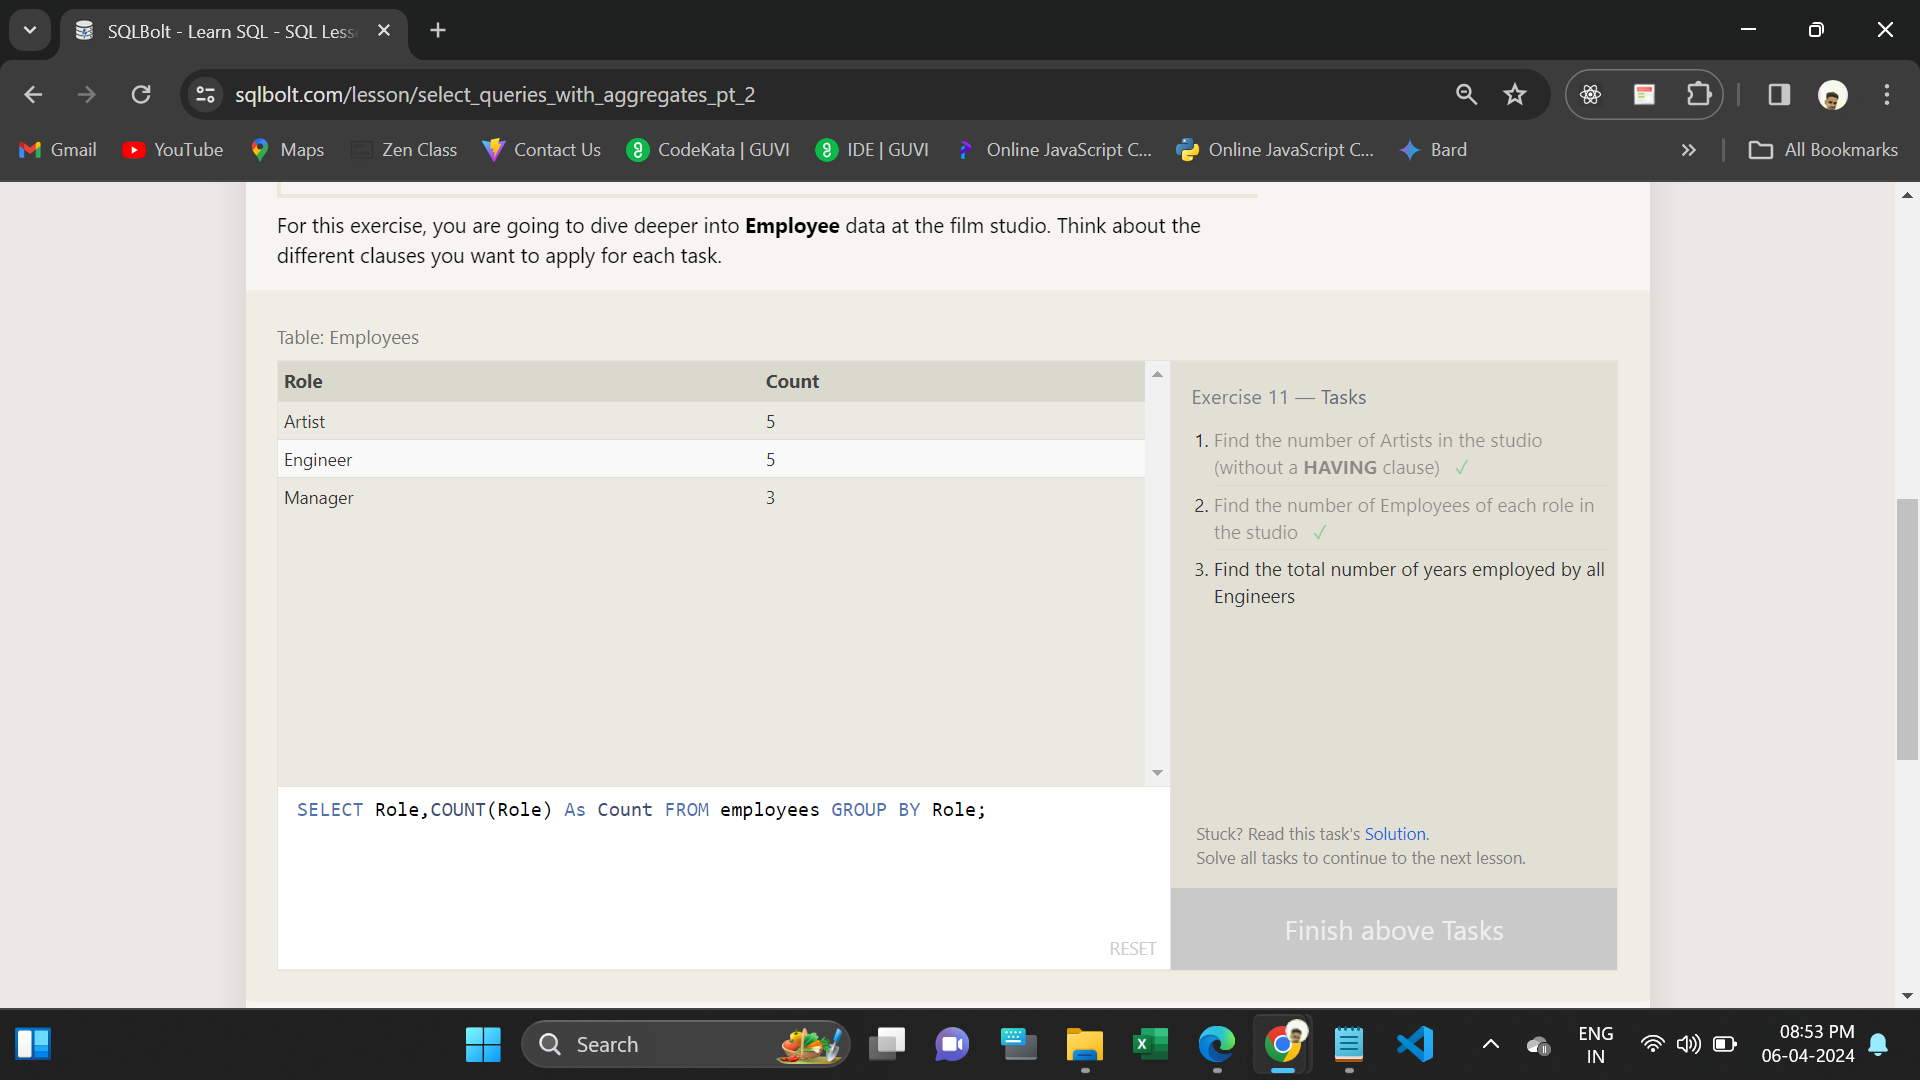 SQLBolt - Learn SQL - SQL Less
sqlbolt.com/lesson/select_queries_with_aggregates_pt_2
Gmail YouTube Maps Zen Class Contact Us CodeKata | GUVI IDE | GUVI Online JavaScript C... Online JavaScript C... Bard » All Bookmarks
For this exercise, you are going to dive deeper into Employee data at the film studio. Think about the
different clauses you want to apply for each task.
Table: Employees
Role Count
Artist 5
Engineer 5
Manager 3
SELECT Role,COUNT(Role) As Count FROM employees GROUP BY Role;
RESET
Exercise 11 — Tasks
1. Find the number of Artists in the studio
(without a HAVING clause) ✓
2. Find the number of Employees of each role in
the studio ✓
3. Find the total number of years employed by all
Engineers
Stuck? Read this task's Solution.
Solve all tasks to continue to the next lesson.
Finish above Tasks
Search
ENG
IN
08:53 PM
06-04-2024